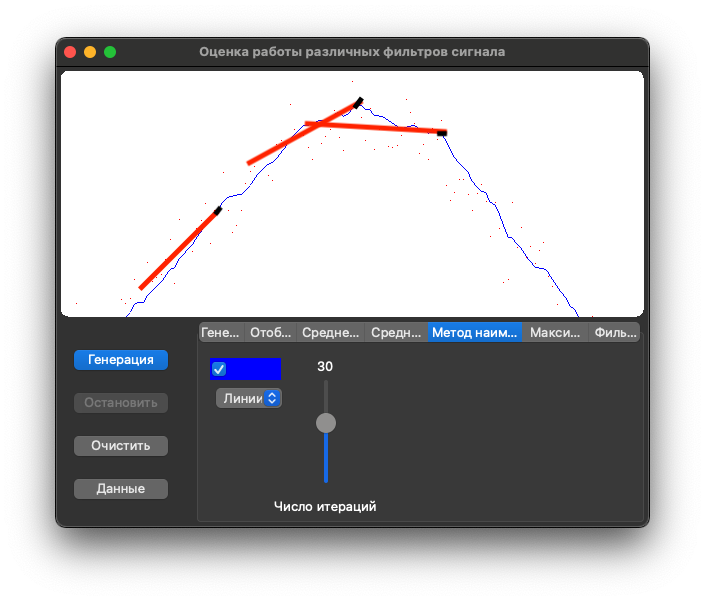 Оценка работы различных фильтров сигнала
Гене... Отоб... Средне... Средн... Метод наим... Макси... Филь...
Генерация
30
Линии
Остановить
Очистить
Данные
Число итераций